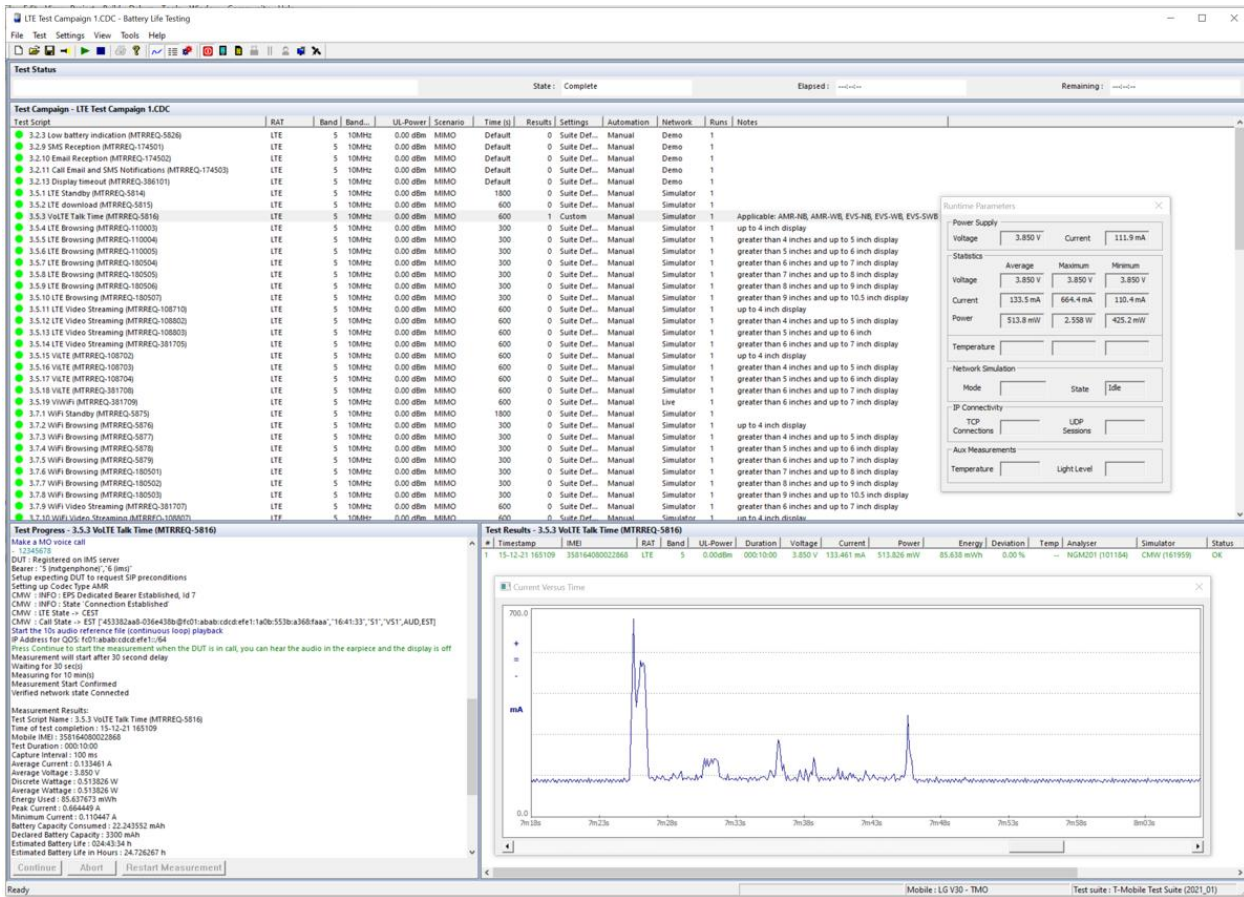 LTE Test Campaign 1.CDC - Battery Life Testing
File Test Settings View Tools Help
Test Status
State : Complete Elapsed : ---:--:-- Remaining : ---:--:--
Test Campaign - LTE Test Campaign 1.CDC
Test Script RAT Band Band... UL-Power Scenario Time (s) Results Settings Automation Network Runs Notes
3.2.3 Low battery indication (MTRREQ-5826) LTE 5 10MHz 0.00 dBm MIMO Default 0 Suite Def... Manual Demo 1
3.2.9 SMS Reception (MTRREQ-174501) LTE 5 10MHz 0.00 dBm MIMO Default 0 Suite Def... Manual Demo 1
3.2.10 Email Reception (MTRREQ-174502) LTE 5 10MHz 0.00 dBm MIMO Default 0 Suite Def... Manual Demo 1
3.2.11 Call Email and SMS Notifications (MTRREQ-174503) LTE 5 10MHz 0.00 dBm MIMO Default 0 Suite Def... Manual Demo 1
3.2.13 Display timeout (MTRREQ-386101) LTE 5 10MHz 0.00 dBm MIMO Default 0 Suite Def... Manual Demo 1
3.5.1 LTE Standby (MTRREQ-5814) LTE 5 10MHz 0.00 dBm MIMO 1800 0 Suite Def... Manual Simulator 1
3.5.2 LTE download (MTRREQ-5815) LTE 5 10MHz 0.00 dBm MIMO 600 0 Suite Def... Manual Simulator 1
3.5.3 VoLTE Talk Time (MTRREQ-5816) LTE 5 10MHz 0.00 dBm MIMO 600 1 Custom Manual Simulator 1 Applicable: AMR-NB, AMR-WB, EVS-NB, EVS-WB, EVS-SWB
3.5.4 LTE Browsing (MTRREQ-110003) LTE 5 10MHz 0.00 dBm MIMO 300 0 Suite Def... Manual Simulator 1 up to 4 inch display
3.5.5 LTE Browsing (MTRREQ-110004) LTE 5 10MHz 0.00 dBm MIMO 300 0 Suite Def... Manual Simulator 1 greater than 4 inches and up to 5 inch display
3.5.6 LTE Browsing (MTRREQ-110005) LTE 5 10MHz 0.00 dBm MIMO 300 0 Suite Def... Manual Simulator 1 greater than 5 inches and up to 6 inch display
3.5.7 LTE Browsing (MTRREQ-180504) LTE 5 10MHz 0.00 dBm MIMO 300 0 Suite Def... Manual Simulator 1 greater than 6 inches and up to 7 inch display
3.5.8 LTE Browsing (MTRREQ-180505) LTE 5 10MHz 0.00 dBm MIMO 300 0 Suite Def... Manual Simulator 1 greater than 7 inches and up to 8 inch display
3.5.9 LTE Browsing (MTRREQ-180506) LTE 5 10MHz 0.00 dBm MIMO 300 0 Suite Def... Manual Simulator 1 greater than 8 inches and up to 9 inch display
3.5.10 LTE Browsing (MTRREQ-180507) LTE 5 10MHz 0.00 dBm MIMO 300 0 Suite Def... Manual Simulator 1 greater than 9 inches and up to 10.5 inch display
3.5.11 LTE Video Streaming (MTRREQ-108710) LTE 5 10MHz 0.00 dBm MIMO 600 0 Suite Def... Manual Simulator 1 up to 4 inch display
3.5.12 LTE Video Streaming (MTRREQ-108802) LTE 5 10MHz 0.00 dBm MIMO 600 0 Suite Def... Manual Simulator 1 greater than 4 inches and up to 5 inch display
3.5.13 LTE Video Streaming (MTRREQ-108803) LTE 5 10MHz 0.00 dBm MIMO 600 0 Suite Def... Manual Simulator 1 greater than 5 inches and up to 6 inch
3.5.14 LTE Video Streaming (MTRREQ-381705) LTE 5 10MHz 0.00 dBm MIMO 600 0 Suite Def... Manual Simulator 1 greater than 6 inches and up to 7 inch display
3.5.15 ViLTE (MTRREQ-108702) LTE 5 10MHz 0.00 dBm MIMO 600 0 Suite Def... Manual Simulator 1 up to 4 inch display
3.5.16 ViLTE (MTRREQ-108703) LTE 5 10MHz 0.00 dBm MIMO 600 0 Suite Def... Manual Simulator 1 greater than 4 inches and up to 5 inch display
3.5.17 ViLTE (MTRREQ-108704) LTE 5 10MHz 0.00 dBm MIMO 600 0 Suite Def... Manual Simulator 1 greater than 5 inches and up to 6 inch display
3.5.18 ViLTE (MTRREQ-381708) LTE 5 10MHz 0.00 dBm MIMO 600 0 Suite Def... Manual Simulator 1 greater than 6 inches and up to 7 inch display
3.5.19 ViWiFi (MTRREQ-381709) LTE 5 10MHz 0.00 dBm MIMO 600 0 Suite Def... Manual Live 1 greater than 6 inches and up to 7 inch display
3.7.1 WiFi Standby (MTRREQ-5875) LTE 5 10MHz 0.00 dBm MIMO 1800 0 Suite Def... Manual Simulator 1
3.7.2 WiFi Browsing (MTRREQ-5876) LTE 5 10MHz 0.00 dBm MIMO 300 0 Suite Def... Manual Simulator 1 up to 4 inch display
3.7.3 WiFi Browsing (MTRREQ-5877) LTE 5 10MHz 0.00 dBm MIMO 300 0 Suite Def... Manual Simulator 1 greater than 4 inches and up to 5 inch display
3.7.4 WiFi Browsing (MTRREQ-5878) LTE 5 10MHz 0.00 dBm MIMO 300 0 Suite Def... Manual Simulator 1 greater than 5 inches and up to 6 inch display
3.7.5 WiFi Browsing (MTRREQ-5879) LTE 5 10MHz 0.00 dBm MIMO 300 0 Suite Def... Manual Simulator 1 greater than 6 inches and up to 7 inch display
3.7.6 WiFi Browsing (MTRREQ-180501) LTE 5 10MHz 0.00 dBm MIMO 300 0 Suite Def... Manual Simulator 1 greater than 7 inches and up to 8 inch display
3.7.7 WiFi Browsing (MTRREQ-180502) LTE 5 10MHz 0.00 dBm MIMO 300 0 Suite Def... Manual Simulator 1 greater than 8 inches and up to 9 inch display
3.7.8 WiFi Browsing (MTRREQ-180503) LTE 5 10MHz 0.00 dBm MIMO 300 0 Suite Def... Manual Simulator 1 greater than 9 inches and up to 10.5 inch display
3.7.9 WiFi Video Streaming (MTRREQ-381707) LTE 5 10MHz 0.00 dBm MIMO 600 0 Suite Def... Manual Simulator 1 greater than 6 inches and up to 7 inch display
3.7.10 WiFi Video Streaming (MTRREQ-108807) LTE 5 10MHz 0.00 dBm MIMO 600 0 Suite Def... Manual Simulator 1 up to 4 inch display
Runtime Parameters
Power Supply
Voltage 3.850 V Current 111.9 mA
Statistics
Average Maximum Minimum
Voltage 3.850 V 3.850 V 3.850 V
Current 133.5 mA 664.4 mA 110.4 mA
Power 513.8 mW 2.558 W 425.2 mW
Temperature
Network Simulation
Mode State Idle
IP Connectivity
TCP Connections UDP Sessions
Aux Measurements
Temperature Light Level
Test Progress - 3.5.3 VoLTE Talk Time (MTRREQ-5816)
Make a MO voice call
- 12345678
DUT : Registered on IMS server
Bearer : "5 (nxtgenphone)","6 (ims)"
Setup expecting DUT to request SIP preconditions
Setting up Codec Type AMR
CMW : INFO : EPS Dedicated Bearer Established, Id 7
CMW : INFO : State 'Connection Established'
CMW : LTE State -> CEST
CMW : Call State -> EST ["453382aa8-036e438b@fc01:abab:cdcd:efe1:1a0b:553b:a368:faaa","16:41:33","S1","VS1",AUD,EST]
Start the 10s audio reference file (continuous loop) playback
IP Address for QOS: fc01:abab:cdcd:efe1::/64
Press Continue to start the measurement when the DUT is in call, you can hear the audio in the earpiece and the display is off
Measurement will start after 30 second delay
Waiting for 30 sec(s)
Measuring for 10 min(s)
Measurement Start Confirmed
Verified network state Connected
Measurement Results:
Test Script Name : 3.5.3 VoLTE Talk Time (MTRREQ-5816)
Time of test completion : 15-12-21 165109
Mobile IMEI : 358164080022868
Test Duration : 000:10:00
Capture Interval : 100 ms
Average Current : 0.133461 A
Average Voltage : 3.850 V
Discrete Wattage : 0.513826 W
Average Wattage : 0.513826 W
Energy Used : 85.637673 mWh
Peak Current : 0.664449 A
Minimum Current : 0.110447 A
Battery Capacity Consumed : 22.243552 mAh
Declared Battery Capacity : 3300 mAh
Estimated Battery Life : 024:43:34 h
Estimated Battery Life in Hours : 24.726267 h
Continue Abort Restart Measurement
Test Results - 3.5.3 VoLTE Talk Time (MTRREQ-5816)
# Timestamp IMEI RAT Band UL-Power Duration Voltage Current Power Energy Deviation Temp Analyser Simulator Status
1 15-12-21 165109 358164080022868 LTE 5 0.00dBm 000:10:00 3.850 V 133.461 mA 513.826 mW 85.638 mWh 0.00 % -- NGM201 (101184) CMW (161959) OK
Current Versus Time
700.0
+
=
-
mA
0.0
7m18s 7m23s 7m28s 7m33s 7m38s 7m43s 7m48s 7m53s 7m58s 8m03s
Ready Mobile : LG V30 - TMO Test suite : T-Mobile Test Suite (2021_01)